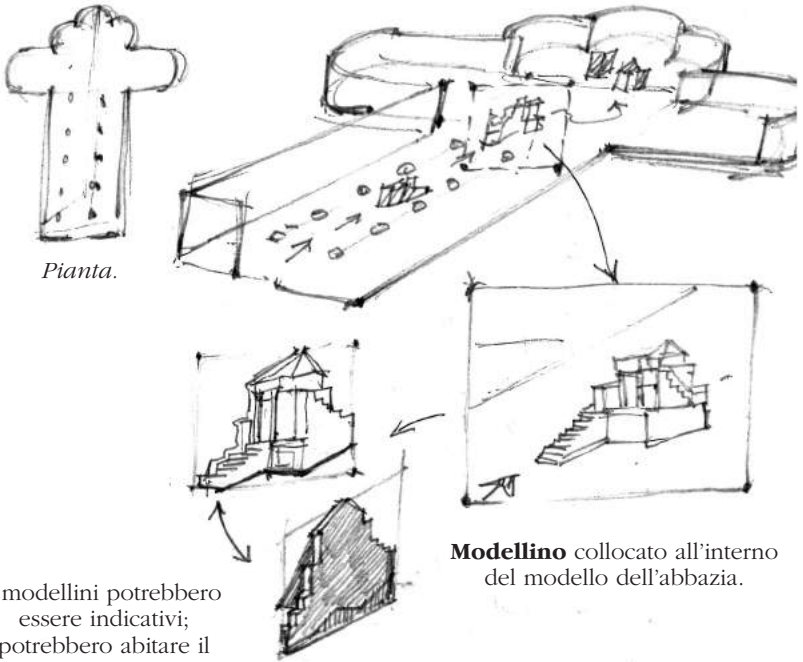 Pianta.
Modellino collocato all'interno
del modello dell'abbazia.
modellini potrebbero
essere indicativi;
potrebbero abitare il